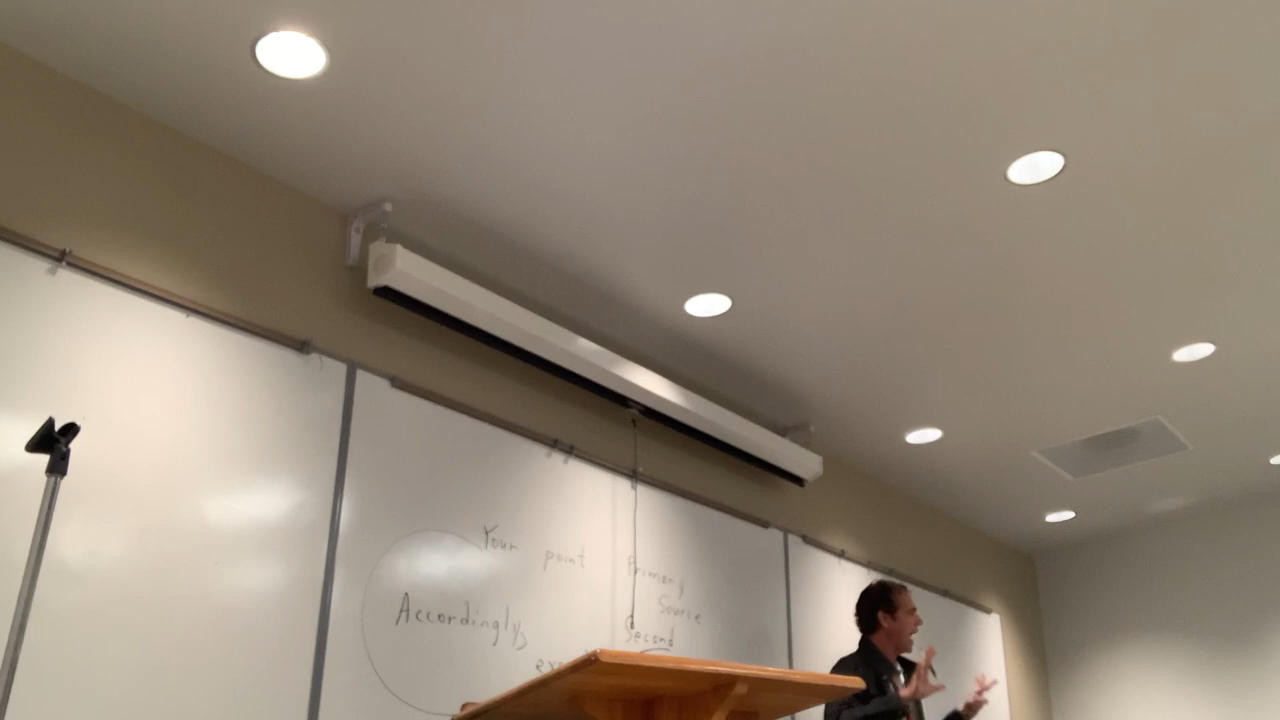 Your point
Accordingly,
Primary
Source
Second